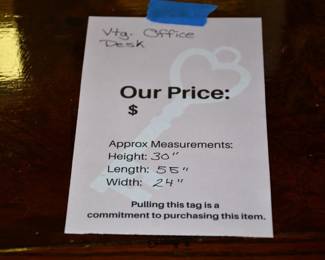 Vtg. Office
Desk
Our Price:
$
Approx Measurements:
Height: 30"
Length: 55"
Width: 24"
Pulling this tag is a
commitment to purchasing this item.